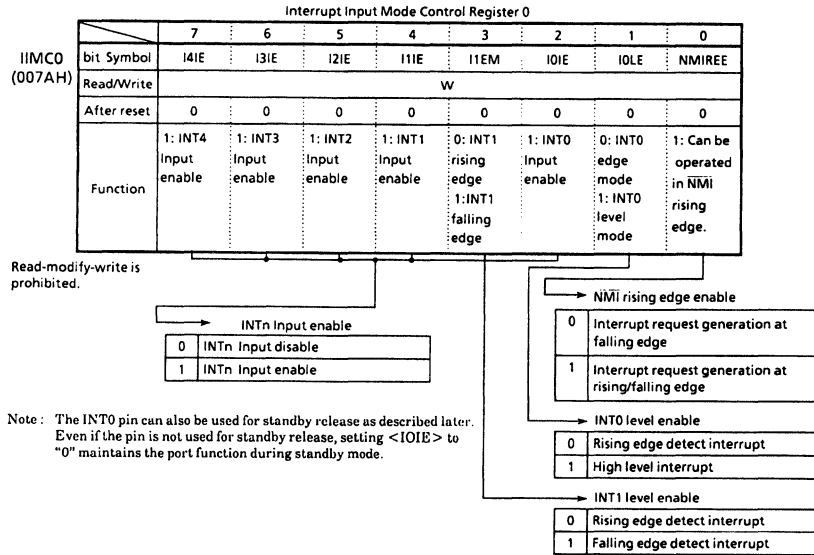 Interrupt Input Mode Control Register 0
7 6 5 4 3 2 1 0
IIMC0
(007AH)
bit Symbol I4IE I3IE I2IE I1IE I1EM I0IE I0LE NMIREE
Read/Write W
After reset 0 0 0 0 0 0 0 0
Function
1: INT4
Input
enable
1: INT3
Input
enable
1: INT2
Input
enable
1: INT1
Input
enable
0: INT1
rising
edge
1:INT1
falling
edge
1: INT0
Input
enable
0: INT0
edge
mode
1: INT0
level
mode
1: Can be
operated
in NMI
rising
edge.
Read-modify-write is
prohibited.
INTn Input enable
0 INTn Input disable
1 INTn Input enable
NMI rising edge enable
0 Interrupt request generation at
falling edge
1 Interrupt request generation at
rising/falling edge
Note : The INT0 pin can also be used for standby release as described later.
Even if the pin is not used for standby release, setting <I0IE> to
"0" maintains the port function during standby mode.
INT0 level enable
0 Rising edge detect interrupt
1 High level interrupt
INT1 level enable
0 Rising edge detect interrupt
1 Falling edge detect interrupt